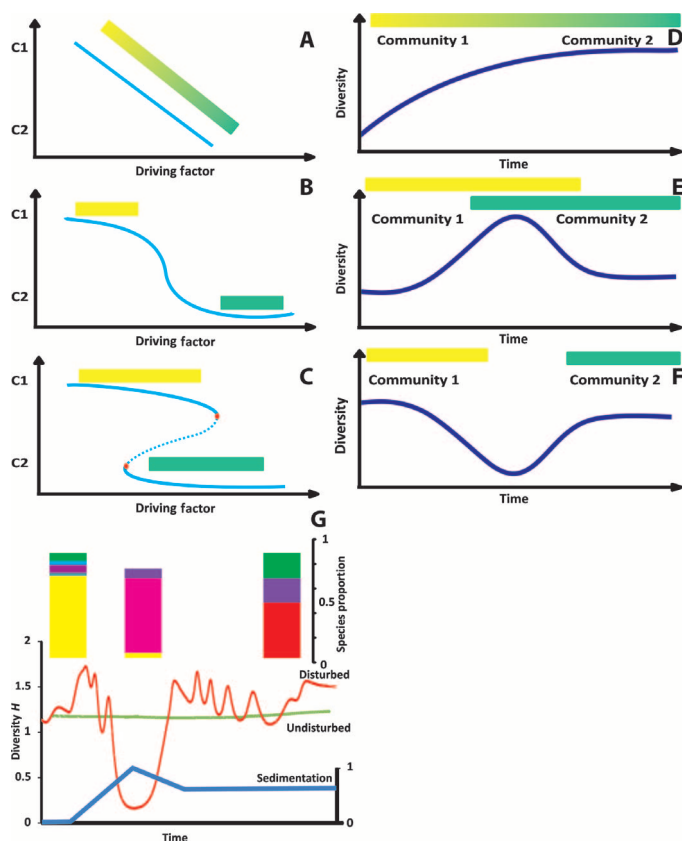 A
C1
C2
Driving factor
D
Community 1
Community 2
Diversity
Time
B
C1
C2
Driving factor
E
Community 1
Community 2
Diversity
Time
C
C1
C2
Driving factor
F
Community 1
Community 2
Diversity
Time
G
1
0.5
0
Species proportion
2
1.5
1
0.5
0
Diversity H
Disturbed
Undisturbed
Sedimentation
1
0
Time